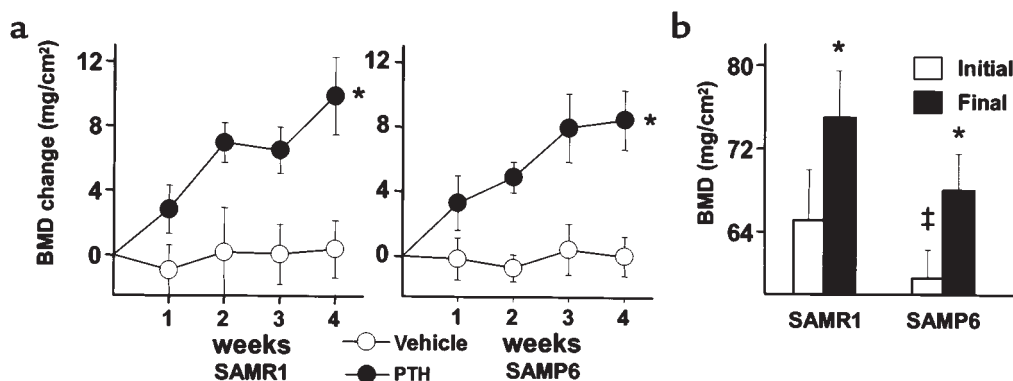 a
BMD change (mg/cm²)
12
8
4
0
1 2 3 4
weeks
SAMR1
*
12
8
4
0
1 2 3 4
weeks
SAMP6
*
Vehicle
PTH
b
BMD (mg/cm²)
80
72
64
*
‡
*
Initial
Final
SAMR1 SAMP6